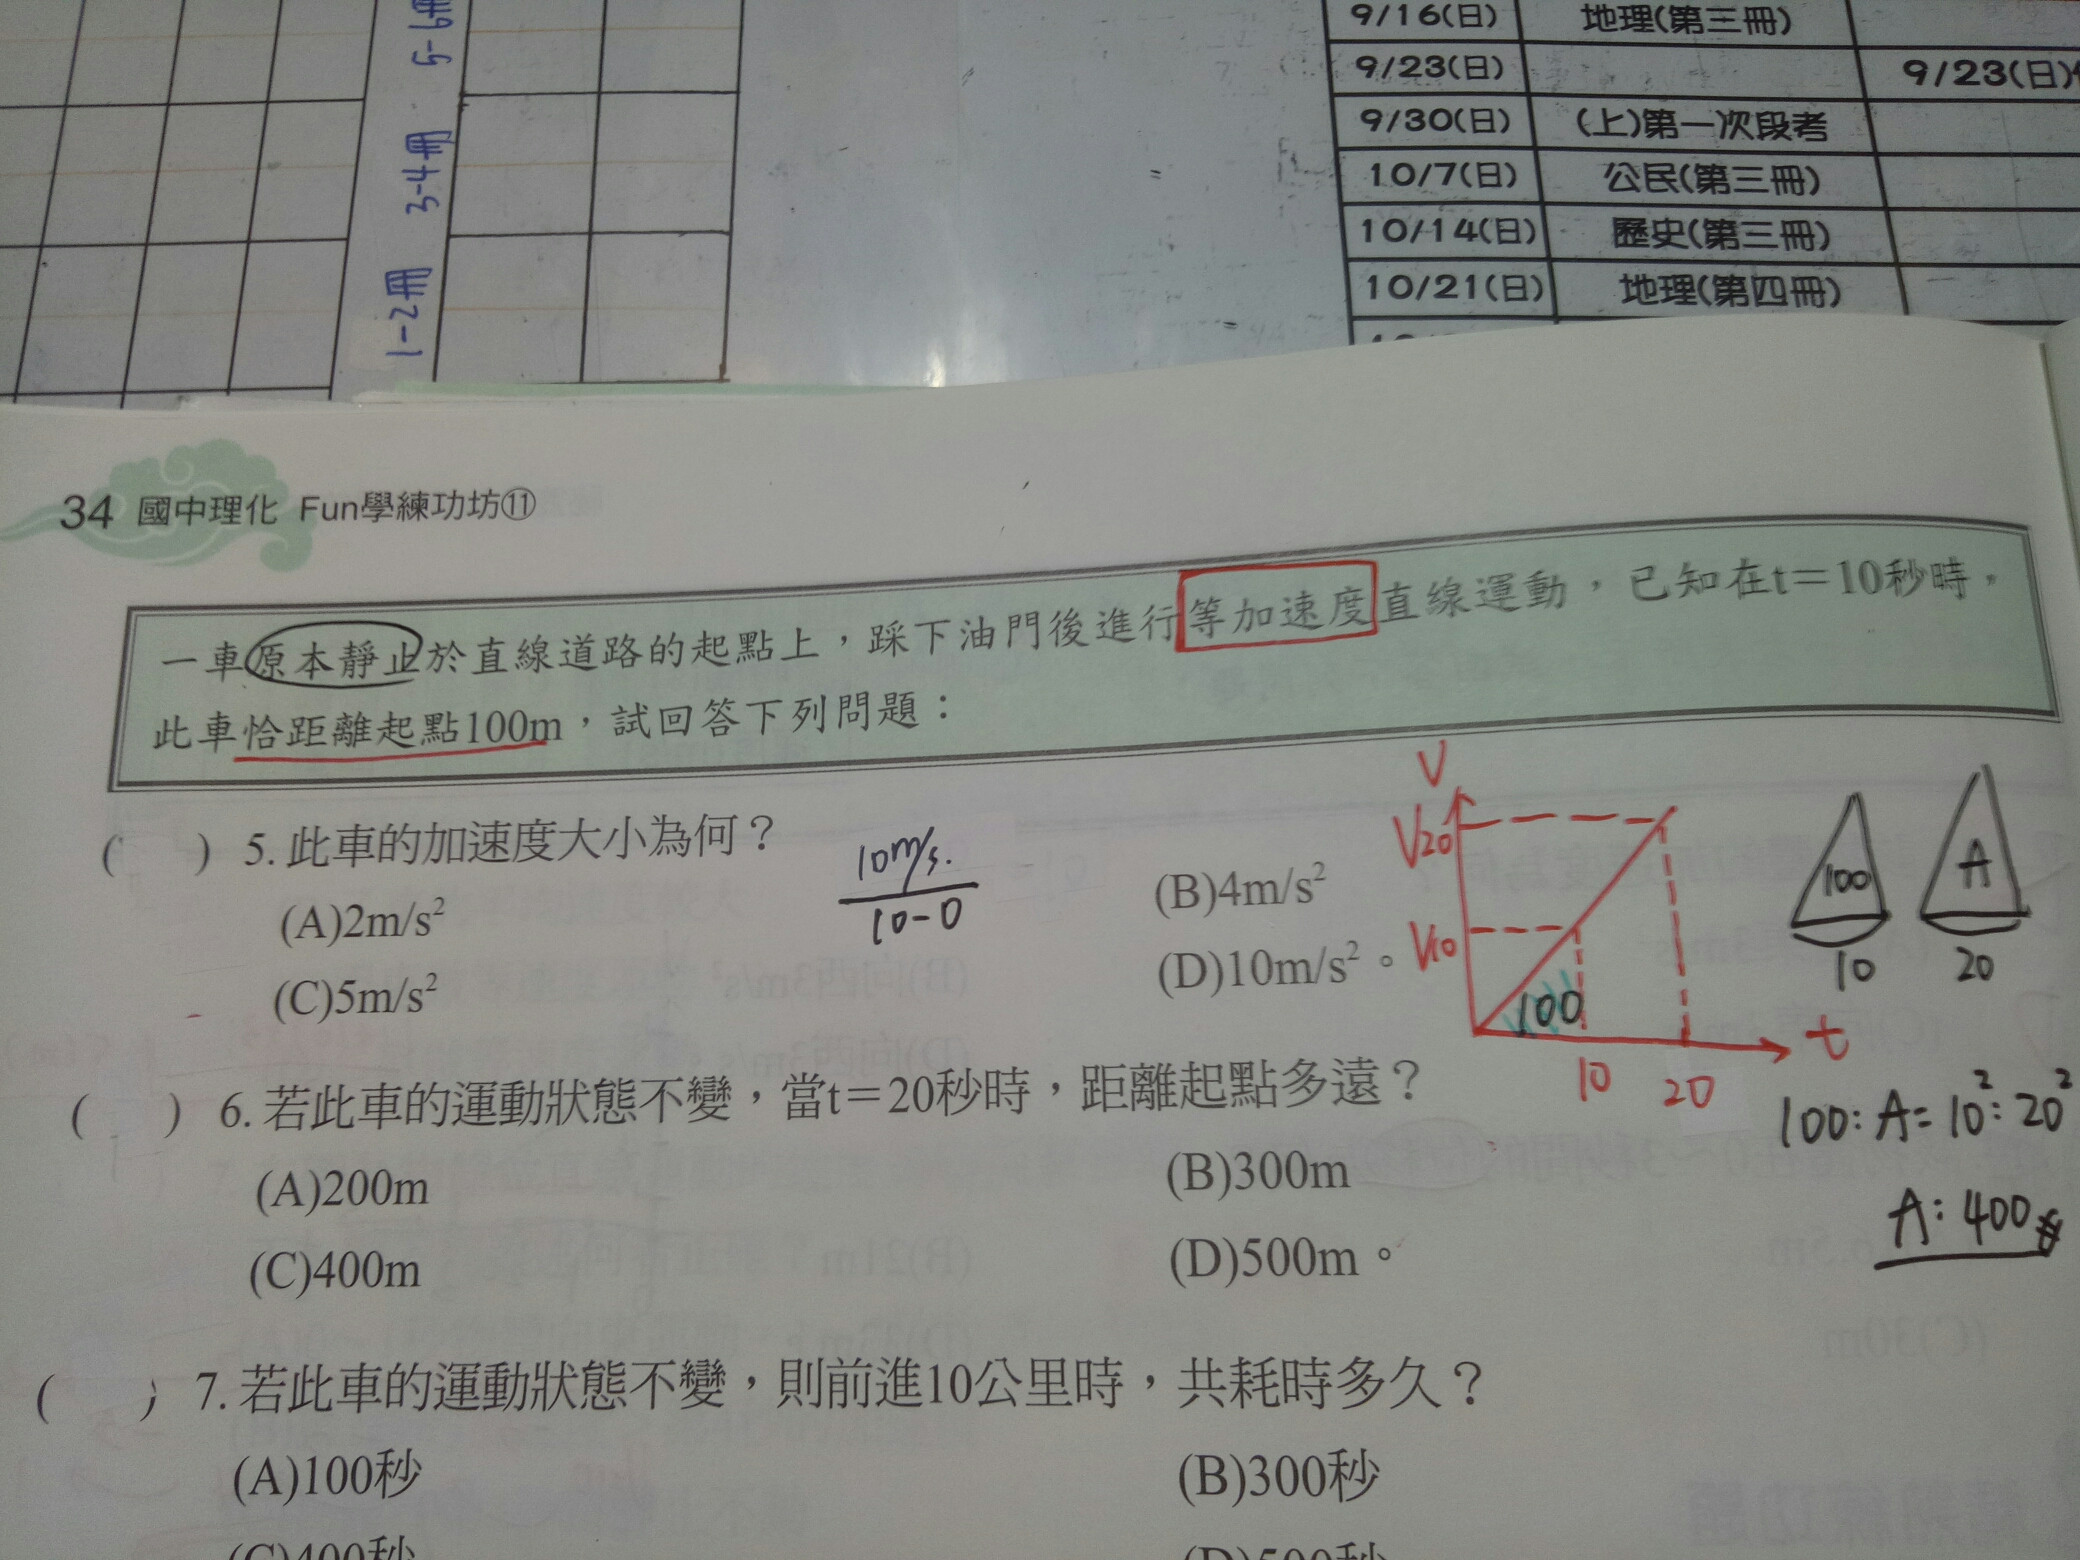 5-6冊
3-4冊
1-2冊
9/16(日) 地理(第三冊)
9/23(日) 9/23(日)
9/30(日) (上)第一次段考
10/7(日) 公民(第三冊)
10/14(日) 歷史(第三冊)
10/21(日) 地理(第四冊)
34 國中理化 Fun學練功坊⑪
一車原本靜止於直線道路的起點上，踩下油門後進行等加速度直線運動，已知在t＝10秒時，
此車恰距離起點100m，試回答下列問題：
( ) 5. 此車的加速度大小為何？
(A)2m/s² (B)4m/s²
(C)5m/s² (D)10m/s²。
10m/s.
10-0
V
V20
V10
100
10 20
t
100 A
10 20
100: A = 10²: 20²
A: 400
( ) 6. 若此車的運動狀態不變，當t＝20秒時，距離起點多遠？
(A)200m (B)300m
(C)400m (D)500m。
( ) 7. 若此車的運動狀態不變，則前進10公里時，共耗時多久？
(A)100秒 (B)300秒
(C)400秒 (D)500秒